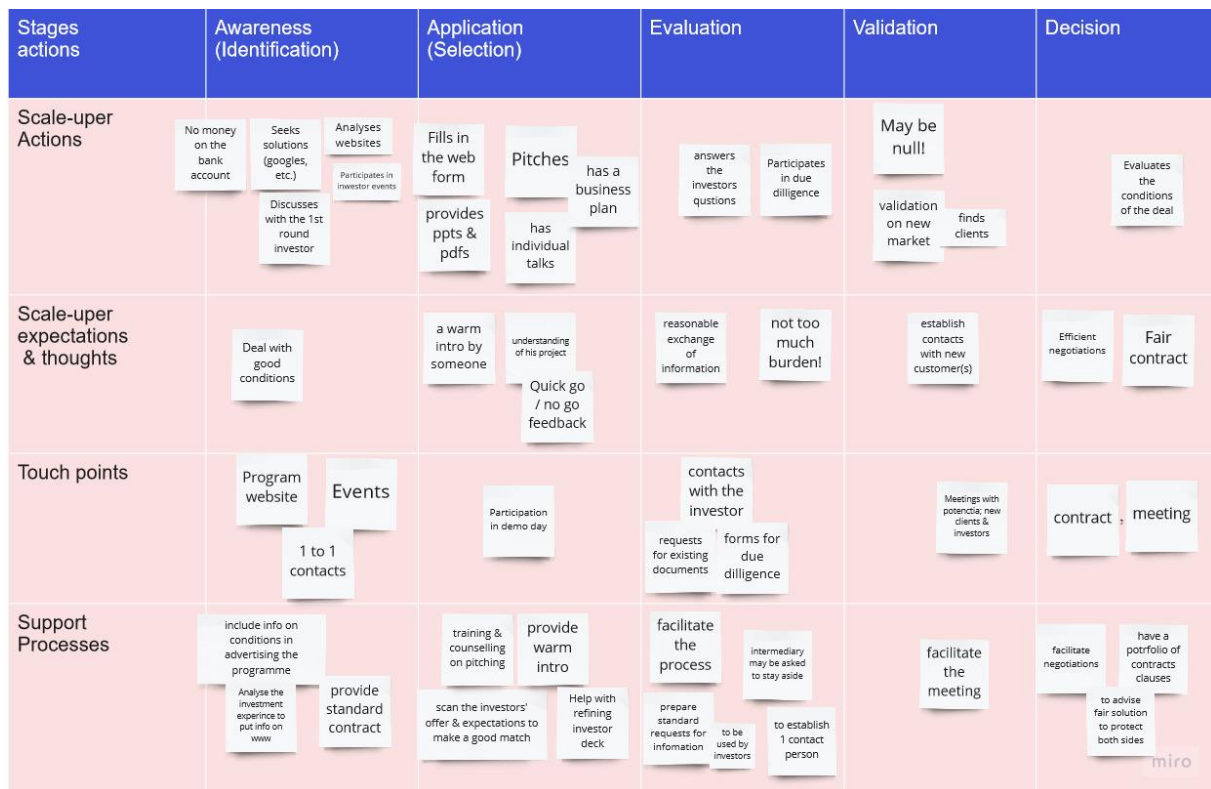 Stages
actions
Awareness
(Identification)
Application
(Selection)
Evaluation
Validation
Decision
Scale-uper
Actions
No money
on the
bank
account
Seeks
solutions
(googles,
etc.)
Analyses
websites
Participates in
inwestor events
Discusses
with the 1st
round
investor
Fills in
the web
form
Pitches
has a
business
plan
provides
ppts &
pdfs
has
individual
talks
answers
the
investors
qustions
Participates
in due
dilligence
May be
null!
validation
on new
market
finds
clients
Evaluates
the
conditions
of the deal
Scale-uper
expectations
& thoughts
Deal with
good
conditions
a warm
intro by
someone
understanding
of his project
Quick go
/ no go
feedback
reasonable
exchange
of
information
not too
much
burden!
establish
contacts
with new
customer(s)
Efficient
negotiations
Fair
contract
Touch points
Program
website
Events
1 to 1
contacts
Participation
in demo day
contacts
with the
investor
requests
for existing
documents
forms for
due
dilligence
Meetings with
potenctia; new
clients &
investors
contract ,
meeting
Support
Processes
include info on
conditions in
advertising the
programme
Analyse the
investment
experince to
put info on
www
provide
standard
contract
training &
counselling
on pitching
provide
warm
intro
scan the investors'
offer & expectations to
make a good match
Help with
refining
investor
deck
facilitate
the
process
intermediary
may be asked
to stay aside
prepare
standard
requests for
infomation
to be
used by
investors
to establish
1 contact
person
facilitate
the
meeting
facilitate
negotiations
have a
potrfolio of
contracts
clauses
to advise
fair solution
to protect
both sides
miro